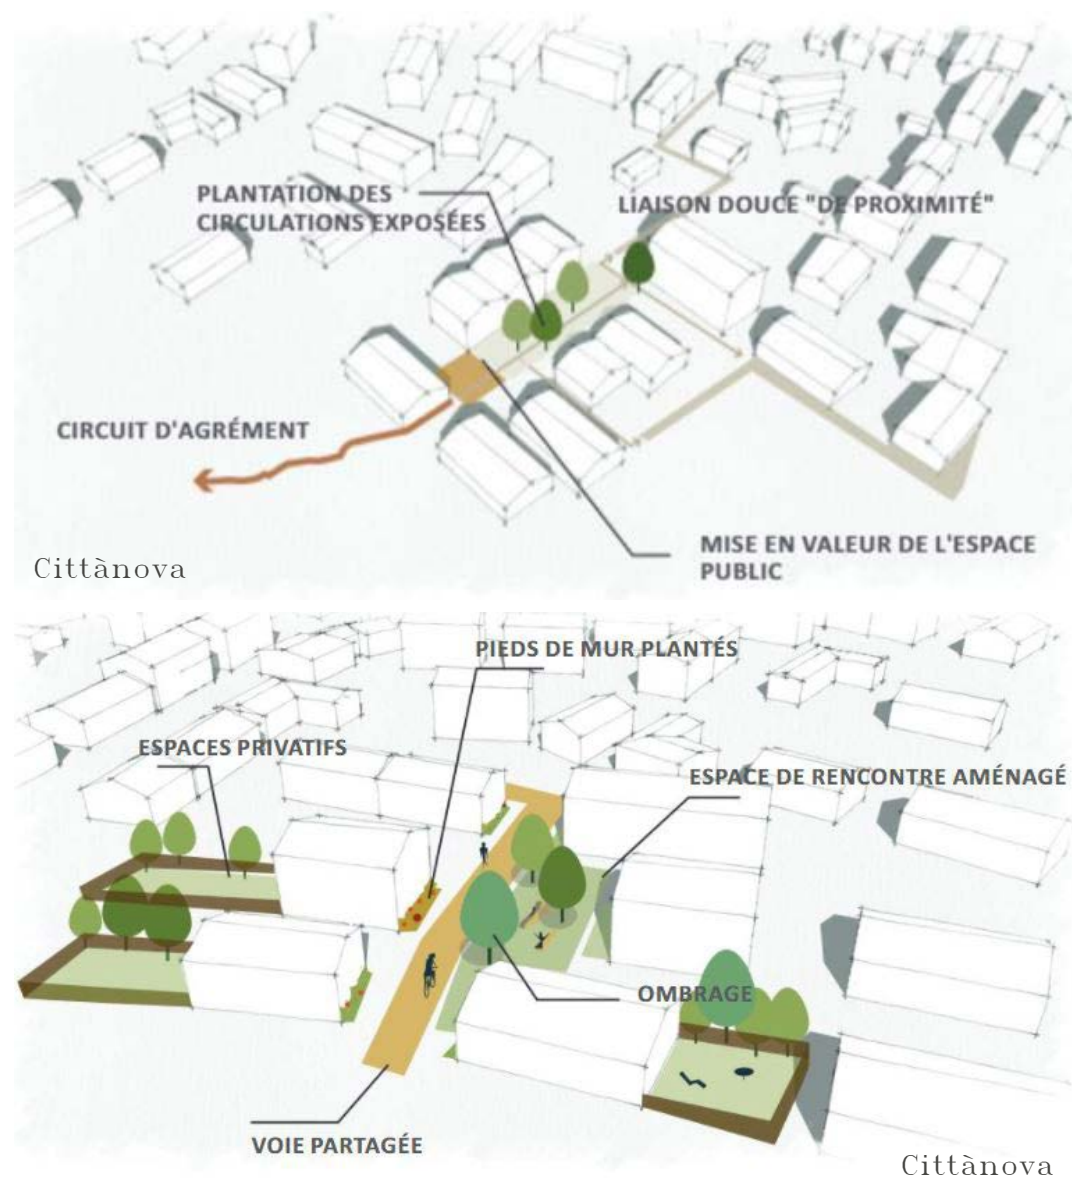 PLANTATION DES
CIRCULATIONS EXPOSÉES
LIAISON DOUCE "DE PROXIMITÉ"
CIRCUIT D'AGRÉMENT
MISE EN VALEUR DE L'ESPACE
PUBLIC
Cittànova
PIEDS DE MUR PLANTÉS
ESPACES PRIVATIFS
ESPACE DE RENCONTRE AMÉNAGÉ
OMBRAGE
VOIE PARTAGÉE
Cittànova